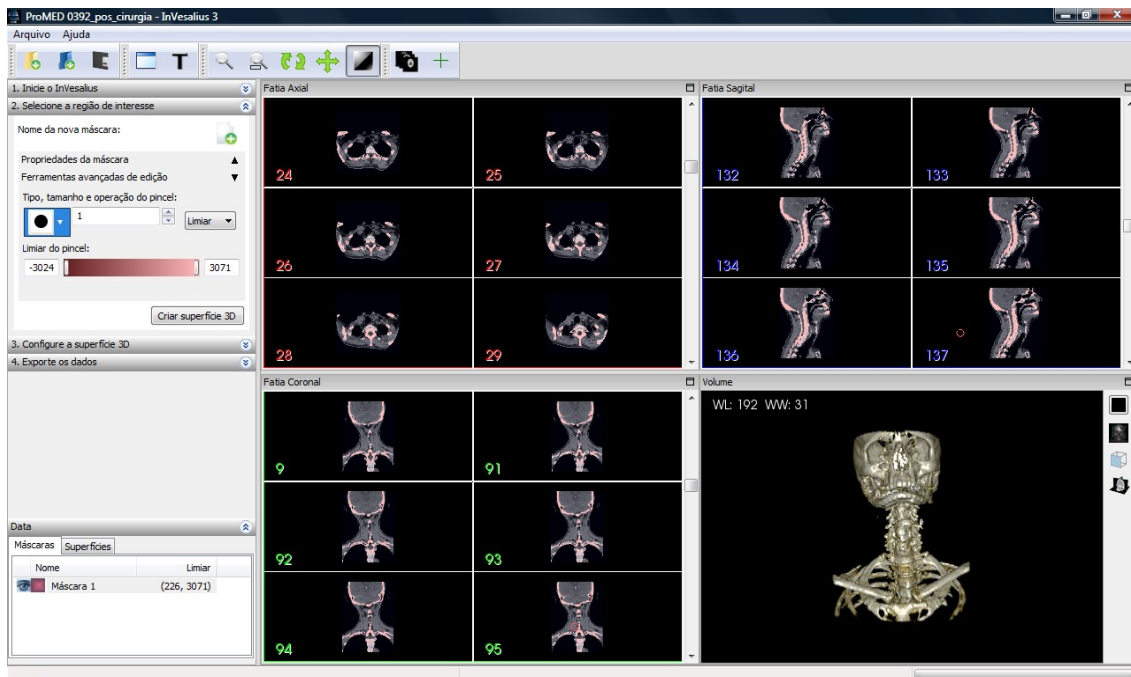 ProMED 0392_pos_cirurgia - InVesalius 3
Arquivo Ajuda
T
1. Inicie o InVesalius
2. Selecione a região de interesse
Nome da nova máscara:
Propriedades da máscara
Ferramentas avançadas de edição
Tipo, tamanho e operação do pincel:
1
Limiar
Limiar do pincel:
-3024
3071
Criar superfície 3D
3. Configure a superfície 3D
4. Exporte os dados
Data
Máscaras Superfícies
Nome Limiar
Máscara 1 (226, 3071)
Fatia Axial
24 25
26 27
28 29
Fatia Sagital
132 133
134 135
136 137
Fatia Coronal
9 91
92 93
94 95
Volume
WL: 192 WW: 31